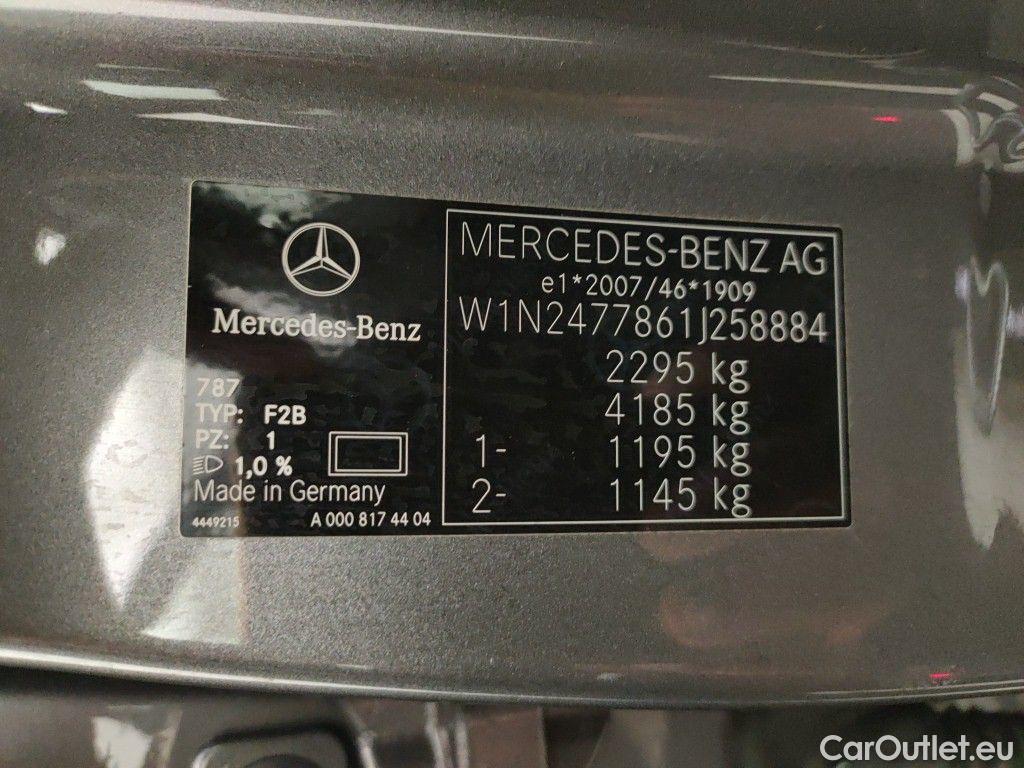 Mercedes-Benz
787
TYP: F2B
PZ: 1
1,0 %
Made in Germany
4449215 A 000 817 44 04
MERCEDES-BENZ AG
e1*2007/46*1909
W1N2477861J258884
2295 kg
4185 kg
1- 1195 kg
2- 1145 kg
CarOutlet.eu